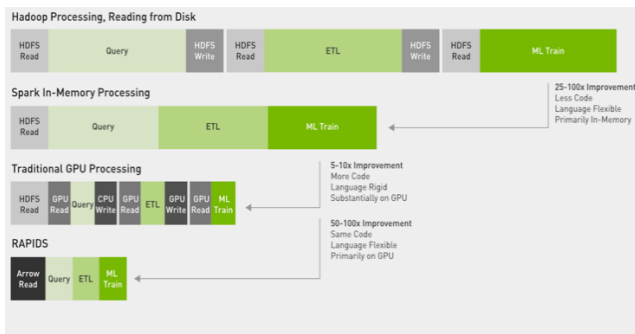 Hadoop Processing, Reading from Disk
HDFS Read
Query
HDFS Write
HDFS Read
ETL
HDFS Write
HDFS Read
ML Train
25-100x Improvement
Less Code
Language Flexible
Primarily In-Memory
Spark In-Memory Processing
HDFS Read
Query
ETL
ML Train
Traditional GPU Processing
5-10x Improvement
More Code
Language Rigid
Substantially on GPU
HDFS Read
GPU Read
Query
CPU Write
GPU Read
ETL
GPU Write
GPU Read
ML Train
RAPIDS
50-100x Improvement
Same Code
Language Flexible
Primarily on GPU
Arrow Read
Query
ETL
ML Train